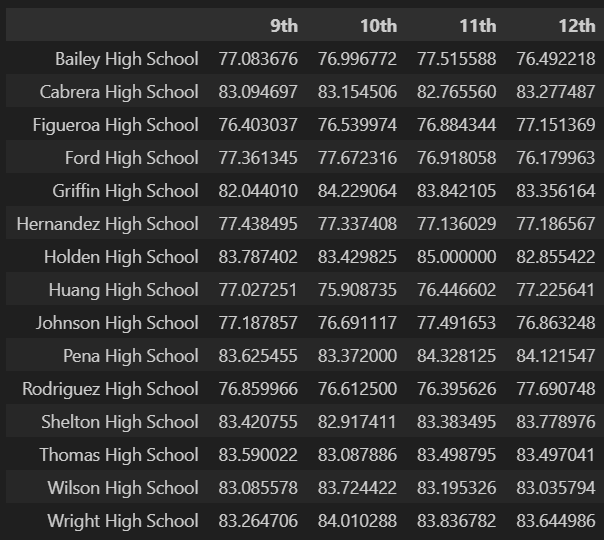 9th 10th 11th 12th
Bailey High School 77.083676 76.996772 77.515588 76.492218
Cabrera High School 83.094697 83.154506 82.765560 83.277487
Figueroa High School 76.403037 76.539974 76.884344 77.151369
Ford High School 77.361345 77.672316 76.918058 76.179963
Griffin High School 82.044010 84.229064 83.842105 83.356164
Hernandez High School 77.438495 77.337408 77.136029 77.186567
Holden High School 83.787402 83.429825 85.000000 82.855422
Huang High School 77.027251 75.908735 76.446602 77.225641
Johnson High School 77.187857 76.691117 77.491653 76.863248
Pena High School 83.625455 83.372000 84.328125 84.121547
Rodriguez High School 76.859966 76.612500 76.395626 77.690748
Shelton High School 83.420755 82.917411 83.383495 83.778976
Thomas High School 83.590022 83.087886 83.498795 83.497041
Wilson High School 83.085578 83.724422 83.195326 83.035794
Wright High School 83.264706 84.010288 83.836782 83.644986